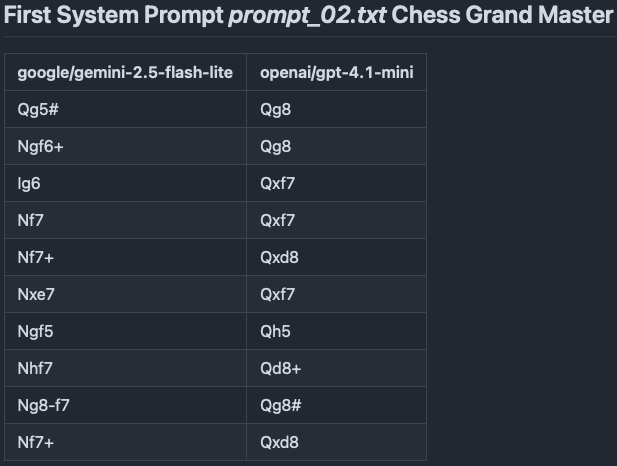 First System Prompt prompt_02.txt Chess Grand Master
google/gemini-2.5-flash-lite openai/gpt-4.1-mini
Qg5# Qg8
Ngf6+ Qg8
Ig6 Qxf7
Nf7 Qxf7
Nf7+ Qxd8
Nxe7 Qxf7
Ngf5 Qh5
Nhf7 Qd8+
Ng8-f7 Qg8#
Nf7+ Qxd8